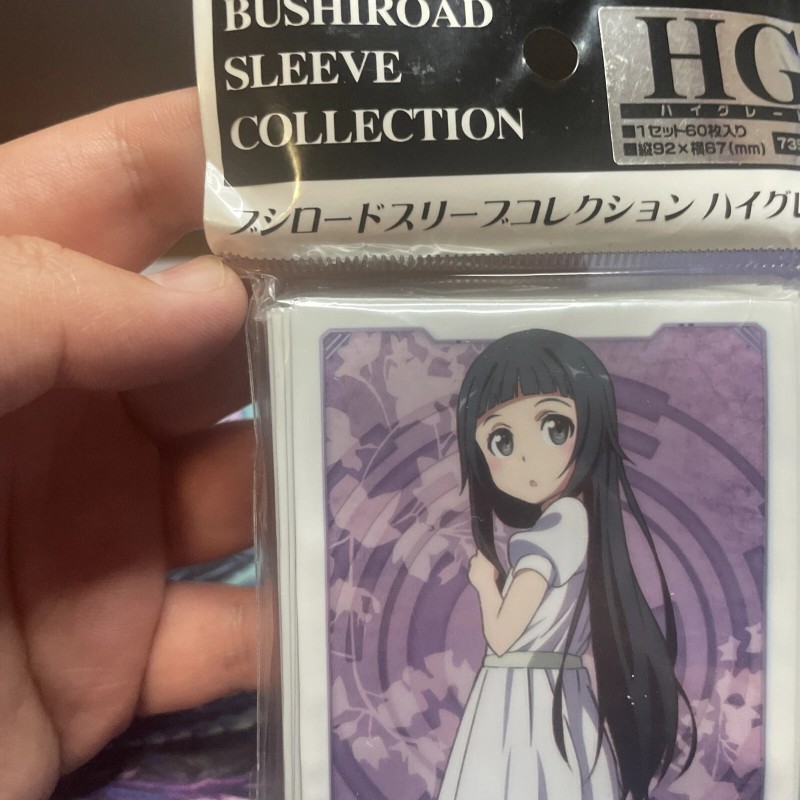 BUSHIROAD
SLEEVE
COLLECTION
HG
ハイグレー
■1セット60枚入り
■縦92×横67(mm)
739
ブシロードスリーブコレクション ハイグレ